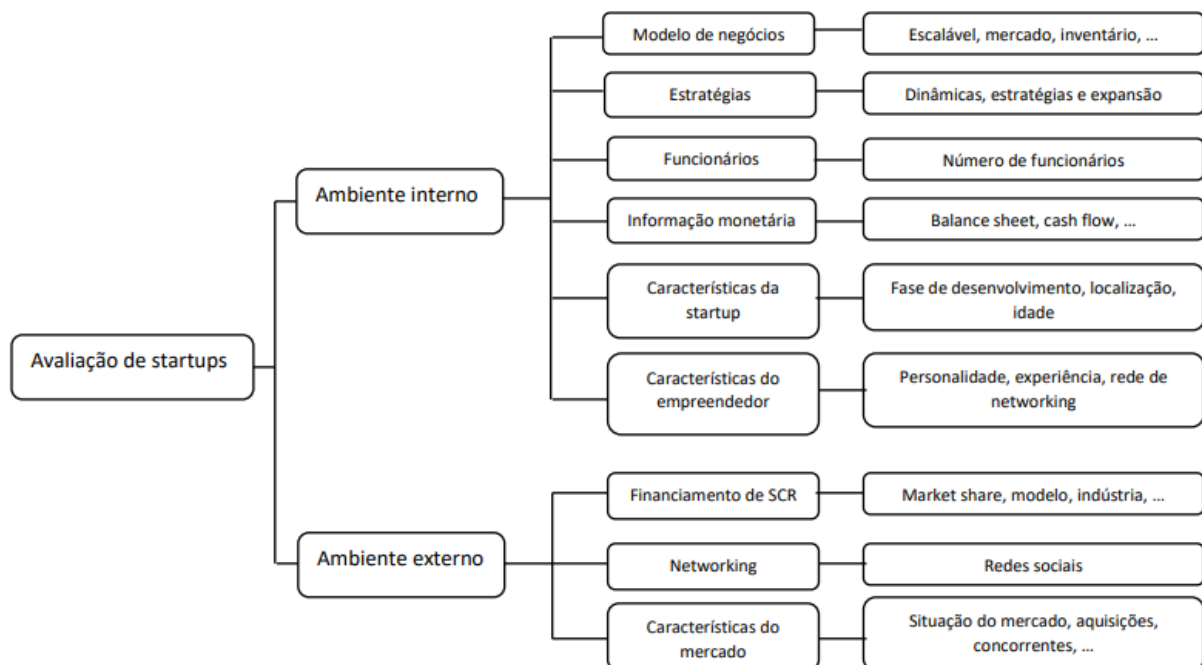 Modelo de negócios
Escalável, mercado, inventário, ...
Estratégias
Dinâmicas, estratégias e expansão
Funcionários
Número de funcionários
Ambiente interno
Informação monetária
Balance sheet, cash flow, ...
Características da
startup
Fase de desenvolvimento, localização,
idade
Avaliação de startups
Características do
empreendedor
Personalidade, experiência, rede de
networking
Financiamento de SCR
Market share, modelo, indústria, ...
Ambiente externo
Networking
Redes sociais
Características do
mercado
Situação do mercado, aquisições,
concorrentes, ...